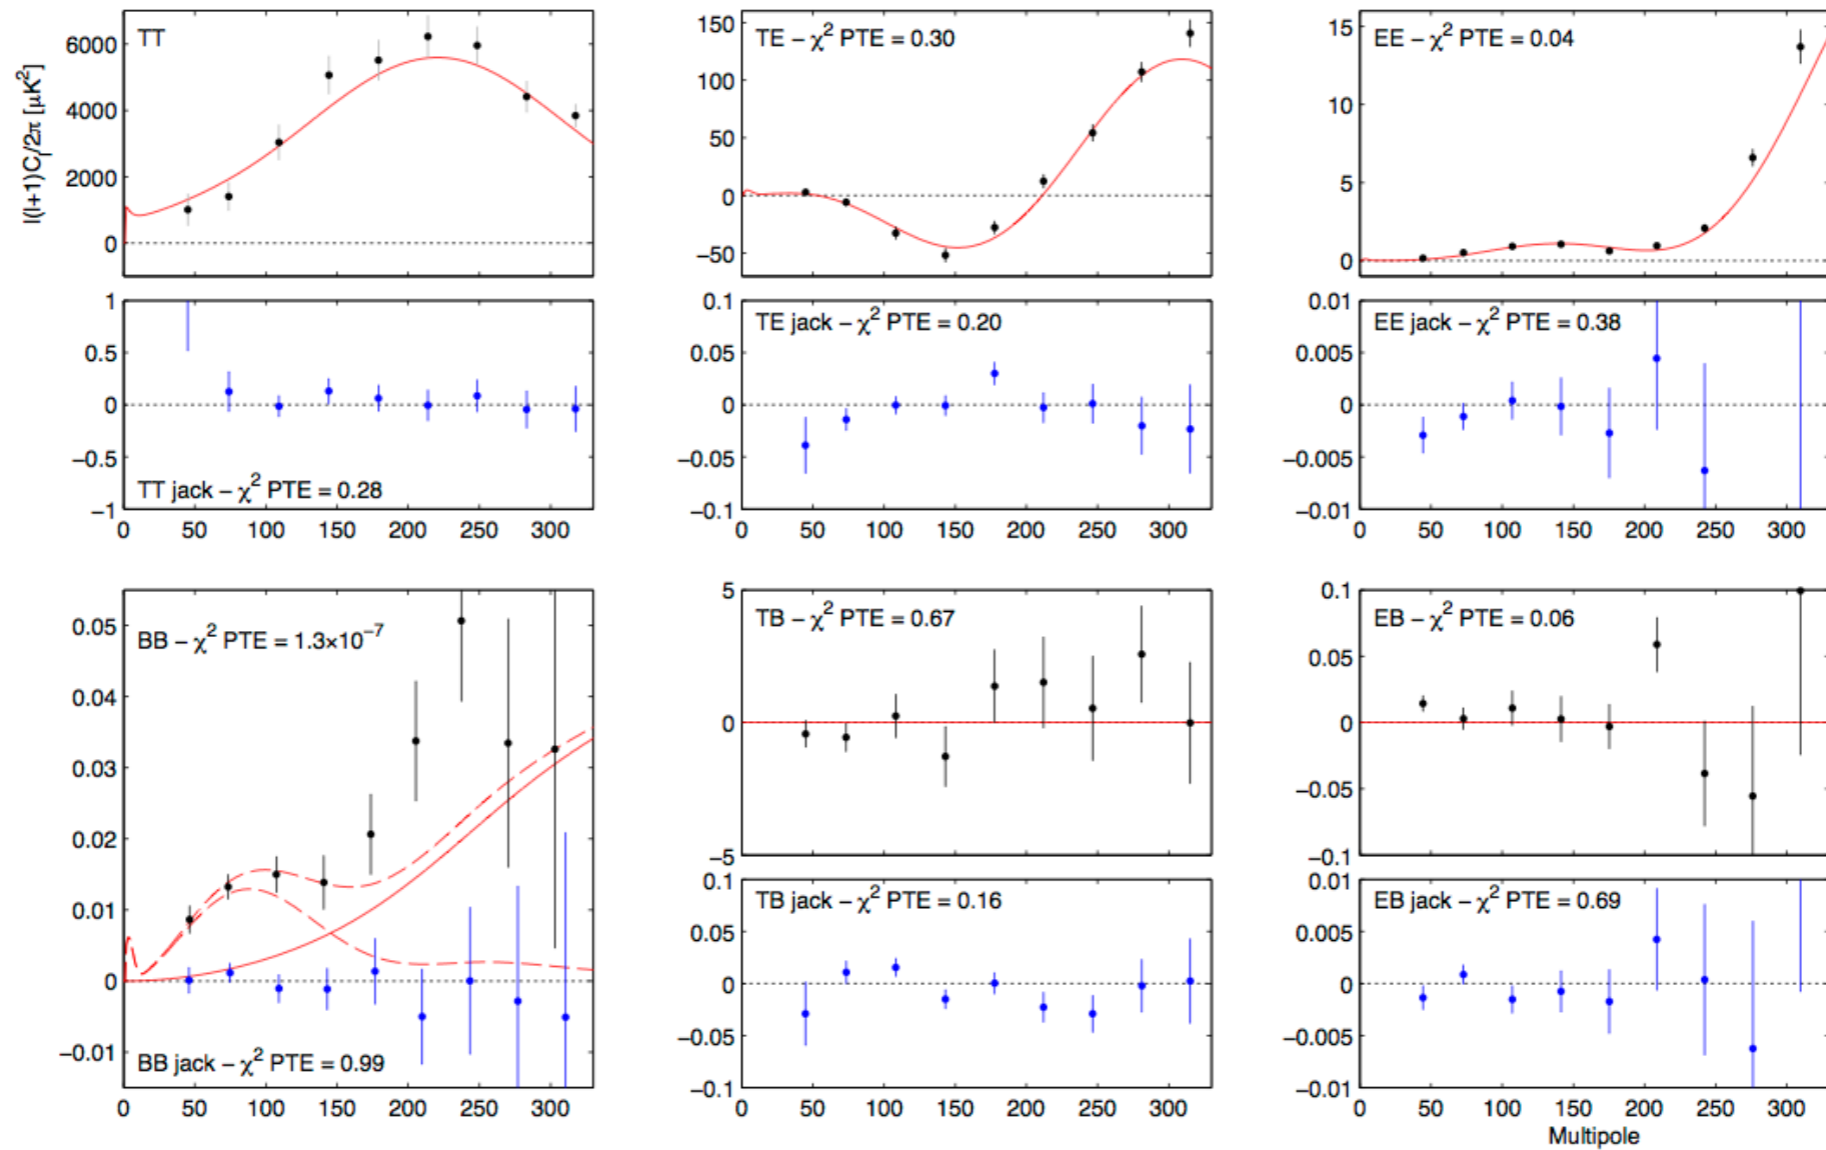 TT
TE − χ² PTE = 0.30
EE − χ² PTE = 0.04
l(l+1)C_l/2π [μK²]
6000
4000
2000
0
150
100
50
0
−50
15
10
5
0
TE jack − χ² PTE = 0.20
EE jack − χ² PTE = 0.38
1
0.5
0
−0.5
−1
TT jack − χ² PTE = 0.28
0.1
0.05
0
−0.05
−0.1
0.01
0.005
0
−0.005
−0.01
0 50 100 150 200 250 300
0 50 100 150 200 250 300
0 50 100 150 200 250 300
BB − χ² PTE = 1.3×10⁻⁷
0.05
0.04
0.03
0.02
0.01
0
−0.01
BB jack − χ² PTE = 0.99
TB − χ² PTE = 0.67
5
0
−5
EB − χ² PTE = 0.06
0.1
0.05
0
−0.05
−0.1
TB jack − χ² PTE = 0.16
0.1
0.05
0
−0.05
−0.1
EB jack − χ² PTE = 0.69
0.01
0.005
0
−0.005
−0.01
0 50 100 150 200 250 300
0 50 100 150 200 250 300
0 50 100 150 200 250 300
Multipole